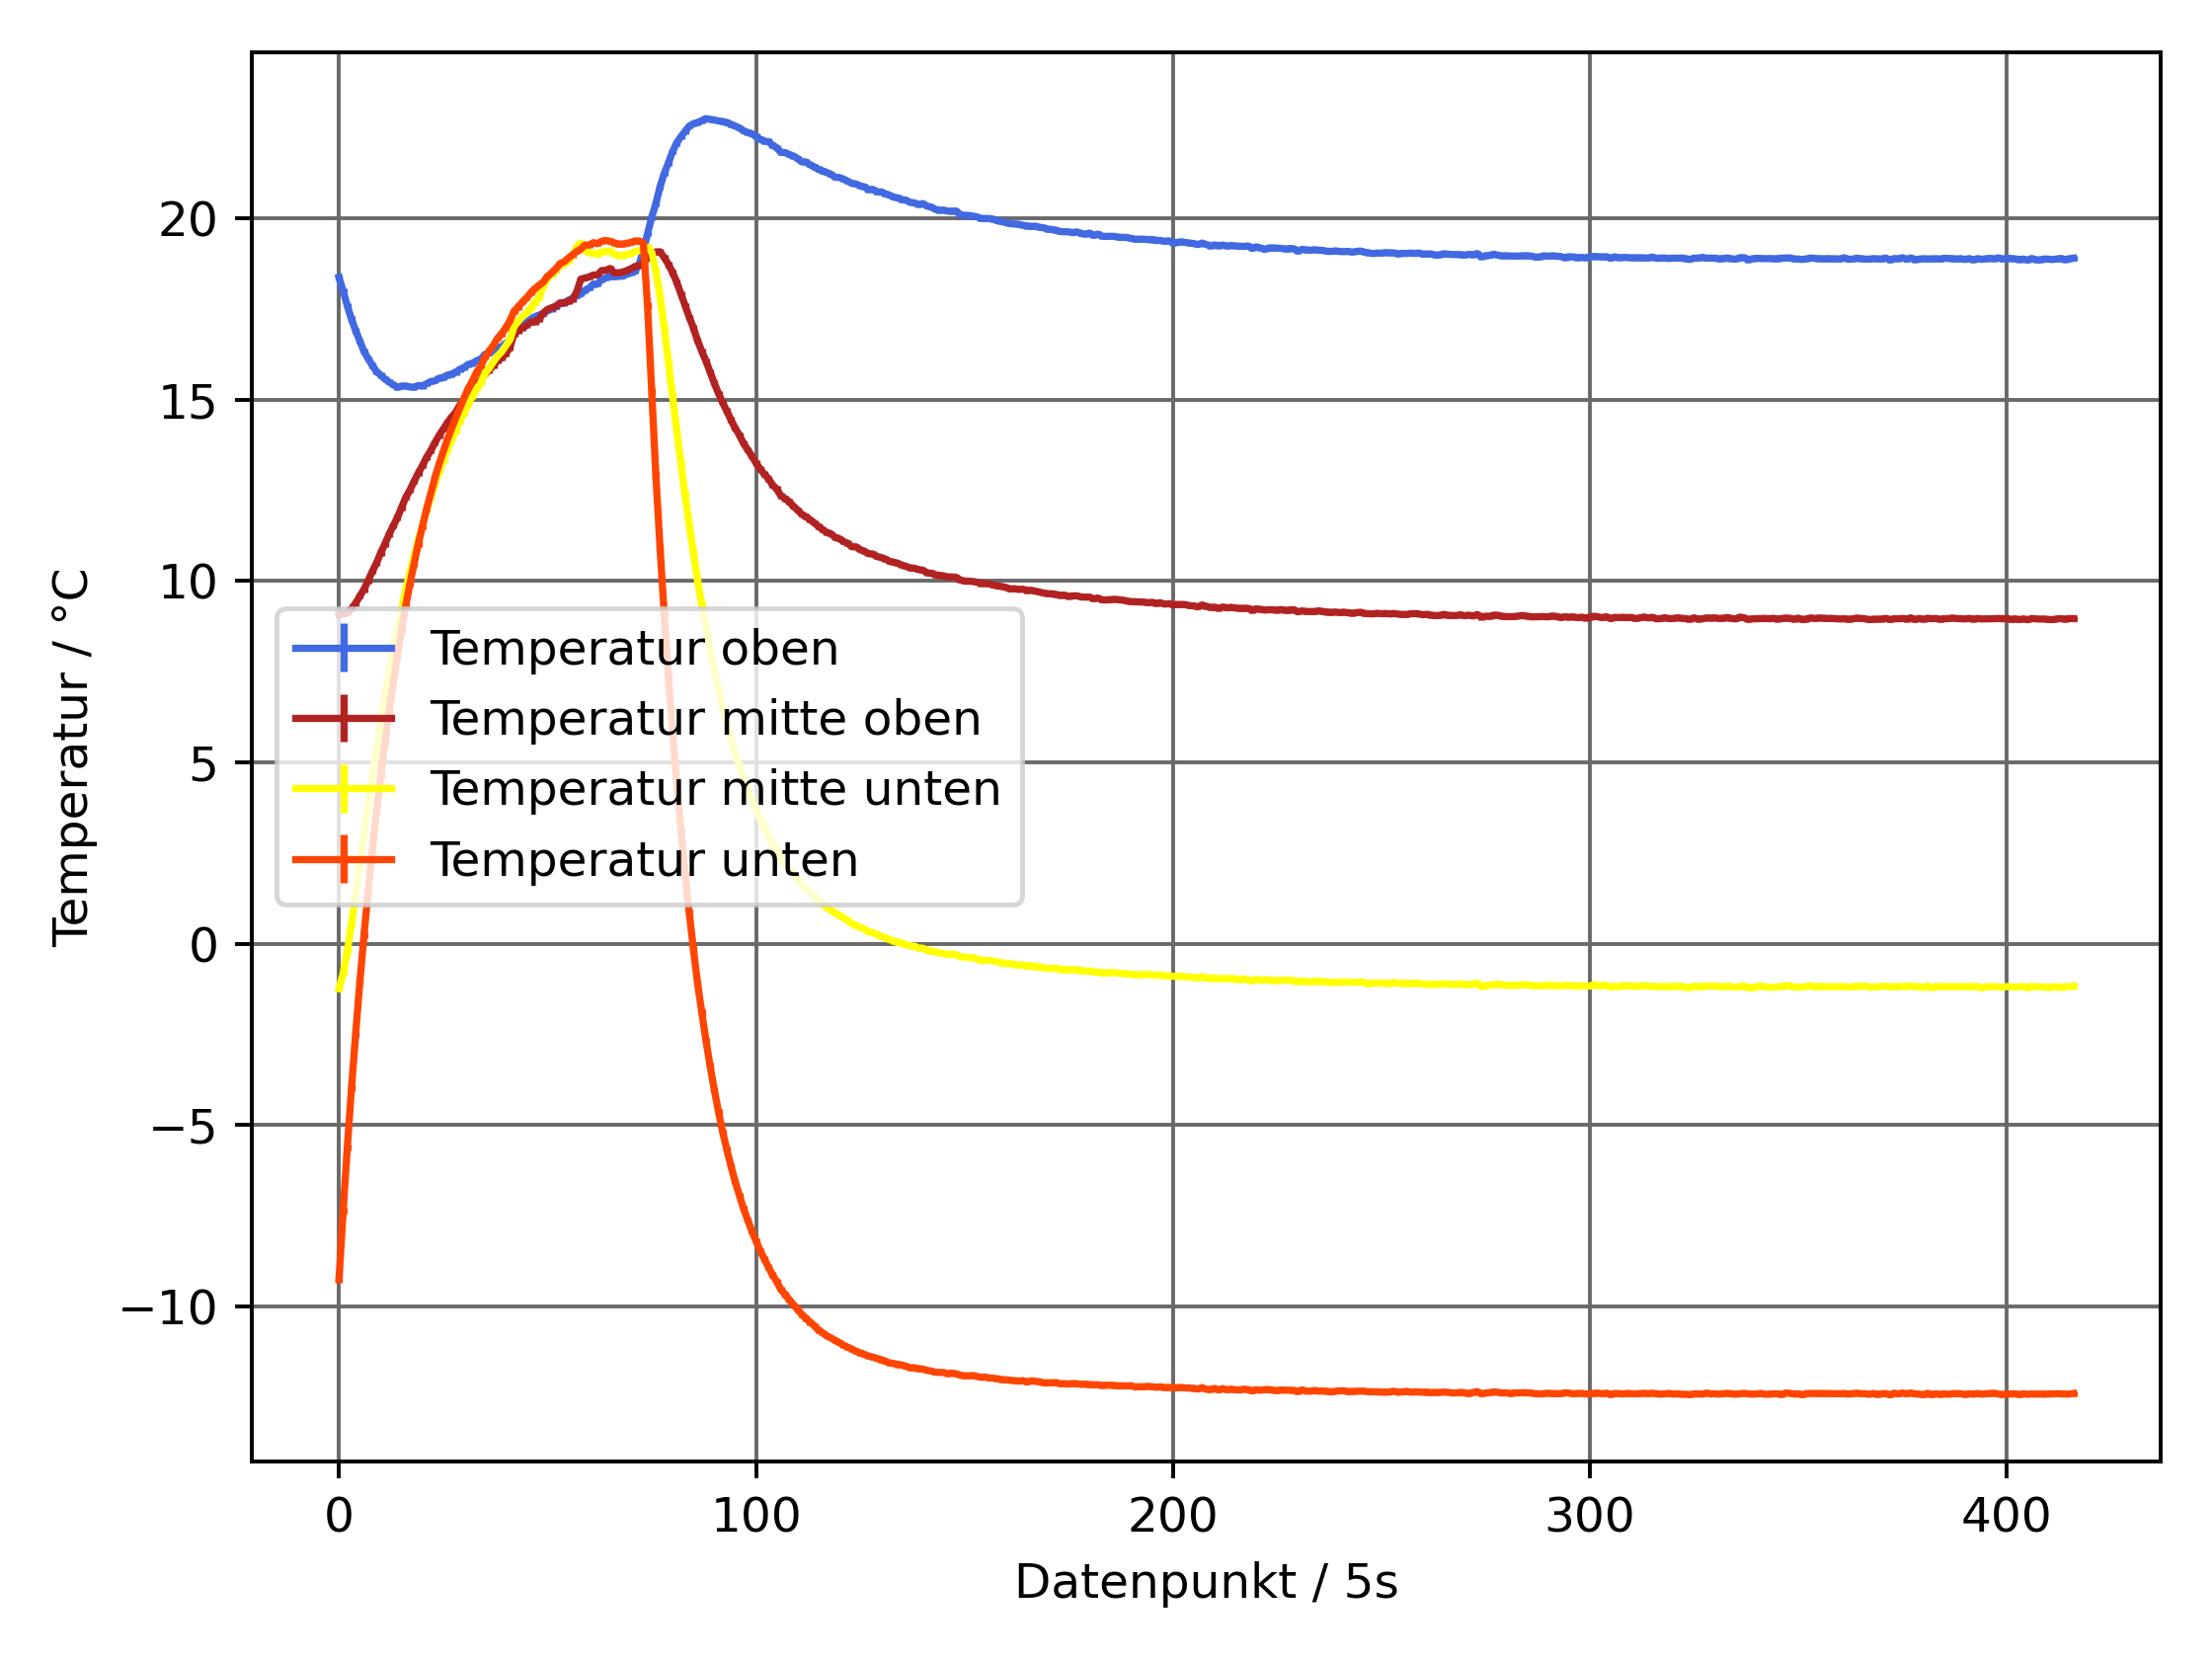 20
15
10
5
0
−5
−10
Temperatur / °C
Temperatur oben
Temperatur mitte oben
Temperatur mitte unten
Temperatur unten
0 100 200 300 400
Datenpunkt / 5s